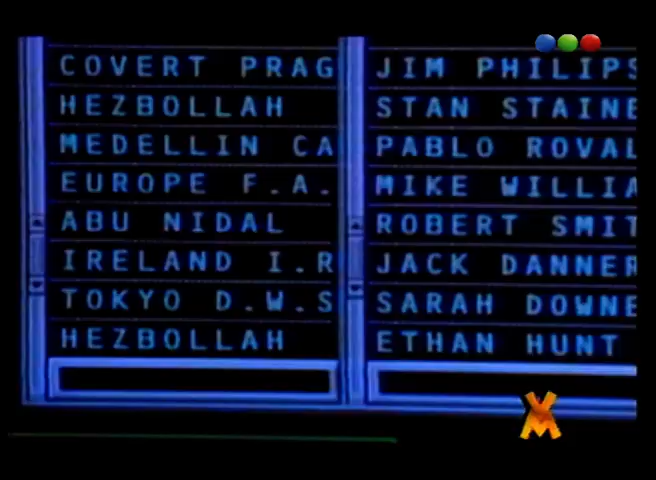 COVERT PRAG JIM PHILIPS
HEZBOLLAH STAN STAINE
MEDELLIN CA PABLO ROVAL
EUROPE F.A. MIKE WILLIA
ABU NIDAL ROBERT SMIT
IRELAND I.R JACK DANNER
TOKYO D.W.S SARAH DOWNE
HEZBOLLAH ETHAN HUNT